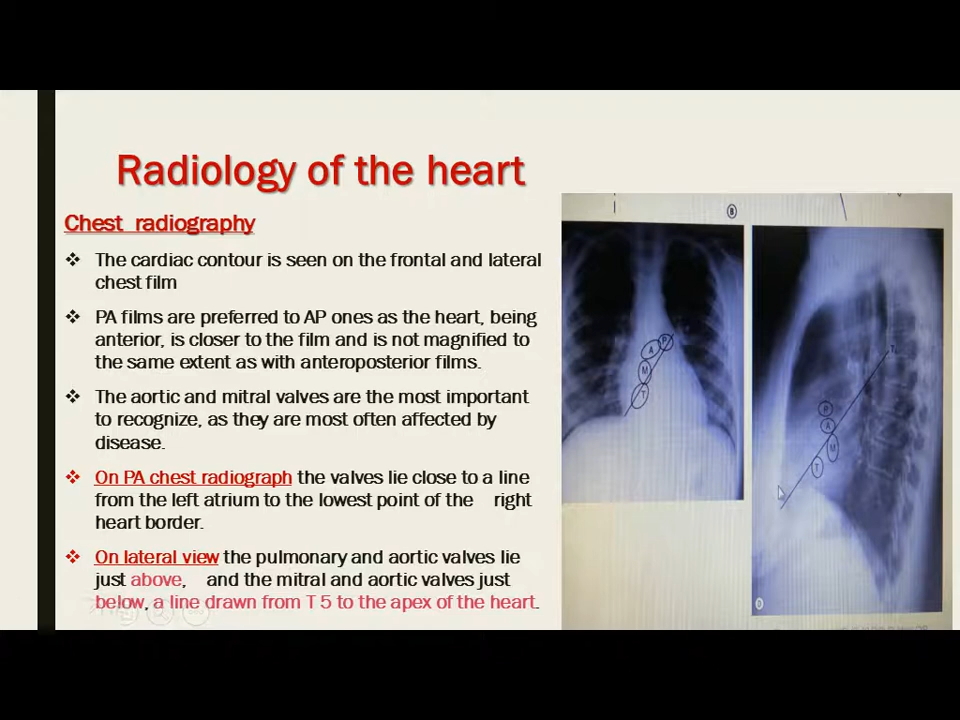 Radiology of the heart
Chest radiography
The cardiac contour is seen on the frontal and lateral
chest film
PA films are preferred to AP ones as the heart, being
anterior, is closer to the film and is not magnified to
the same extent as with anteroposterior films.
The aortic and mitral valves are the most important
to recognize, as they are most often affected by
disease.
On PA chest radiograph the valves lie close to a line
from the left atrium to the lowest point of the right
heart border.
On lateral view the pulmonary and aortic valves lie
just above, and the mitral and aortic valves just
below, a line drawn from T 5 to the apex of the heart.
B
P
A
M
T
P
A
M
T